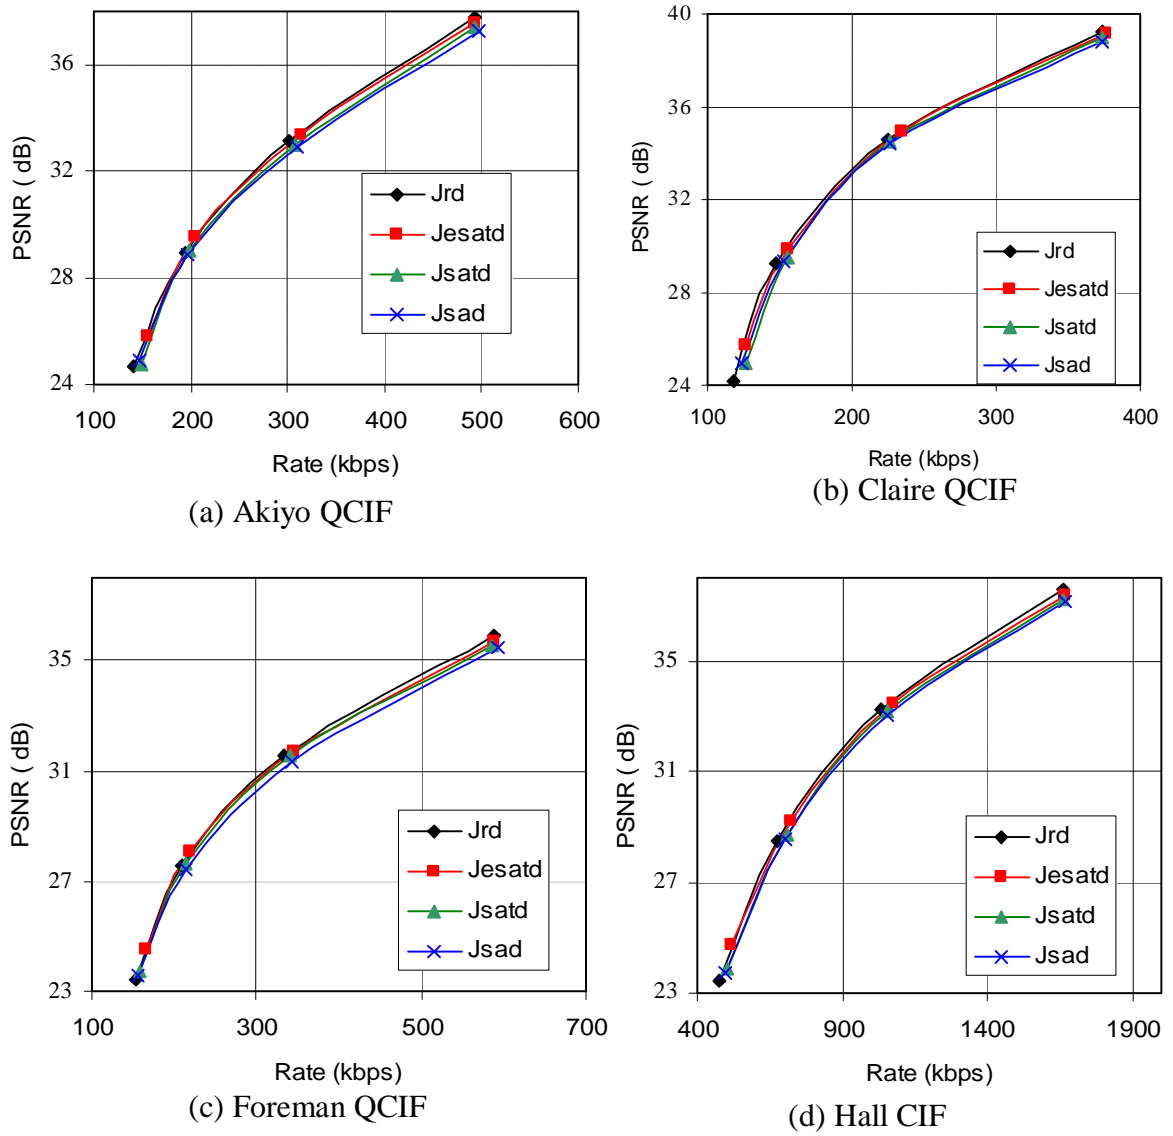 36
32
28
24
PSNR ( dB)
100 200 300 400 500 600
Rate (kbps)
Jrd
Jesatd
Jsatd
Jsad
(a) Akiyo QCIF
40
36
32
28
24
PSNR ( dB)
100 200 300 400
Rate (kbps)
Jrd
Jesatd
Jsatd
Jsad
(b) Claire QCIF
35
31
27
23
PSNR ( dB)
100 300 500 700
Rate (kbps)
Jrd
Jesatd
Jsatd
Jsad
(c) Foreman QCIF
35
31
27
23
PSNR ( dB)
400 900 1400 1900
Rate (kbps)
Jrd
Jesatd
Jsatd
Jsad
(d) Hall CIF